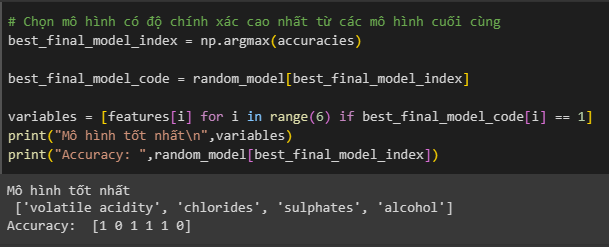 # Chọn mô hình có độ chính xác cao nhất từ các mô hình cuối cùng
best_final_model_index = np.argmax(accuracies)
best_final_model_code = random_model[best_final_model_index]
variables = [features[i] for i in range(6) if best_final_model_code[i] == 1]
print("Mô hình tốt nhất\n",variables)
print("Accuracy: ",random_model[best_final_model_index])
Mô hình tốt nhất
 ['volatile acidity', 'chlorides', 'sulphates', 'alcohol']
Accuracy:  [1 0 1 1 1 0]